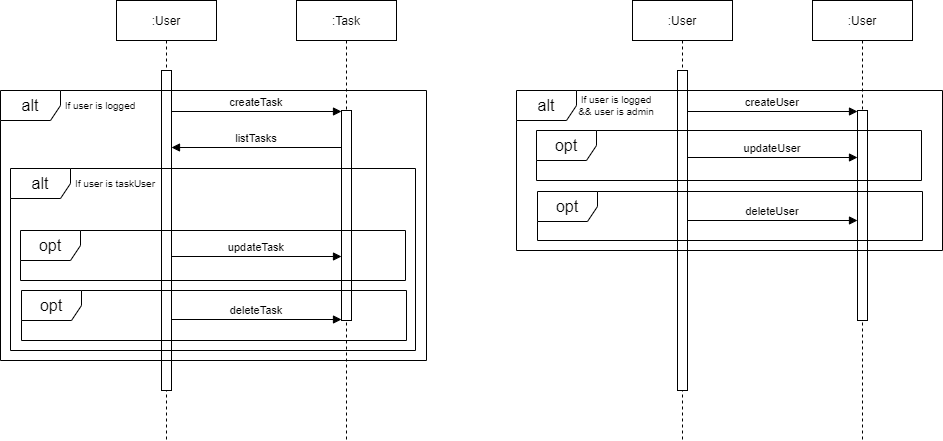 :User
:Task
alt
If user is logged
createTask
listTasks
alt
If user is taskUser
opt
updateTask
opt
deleteTask
:User
:User
alt
If user is logged
&& user is admin
createUser
opt
updateUser
opt
deleteUser